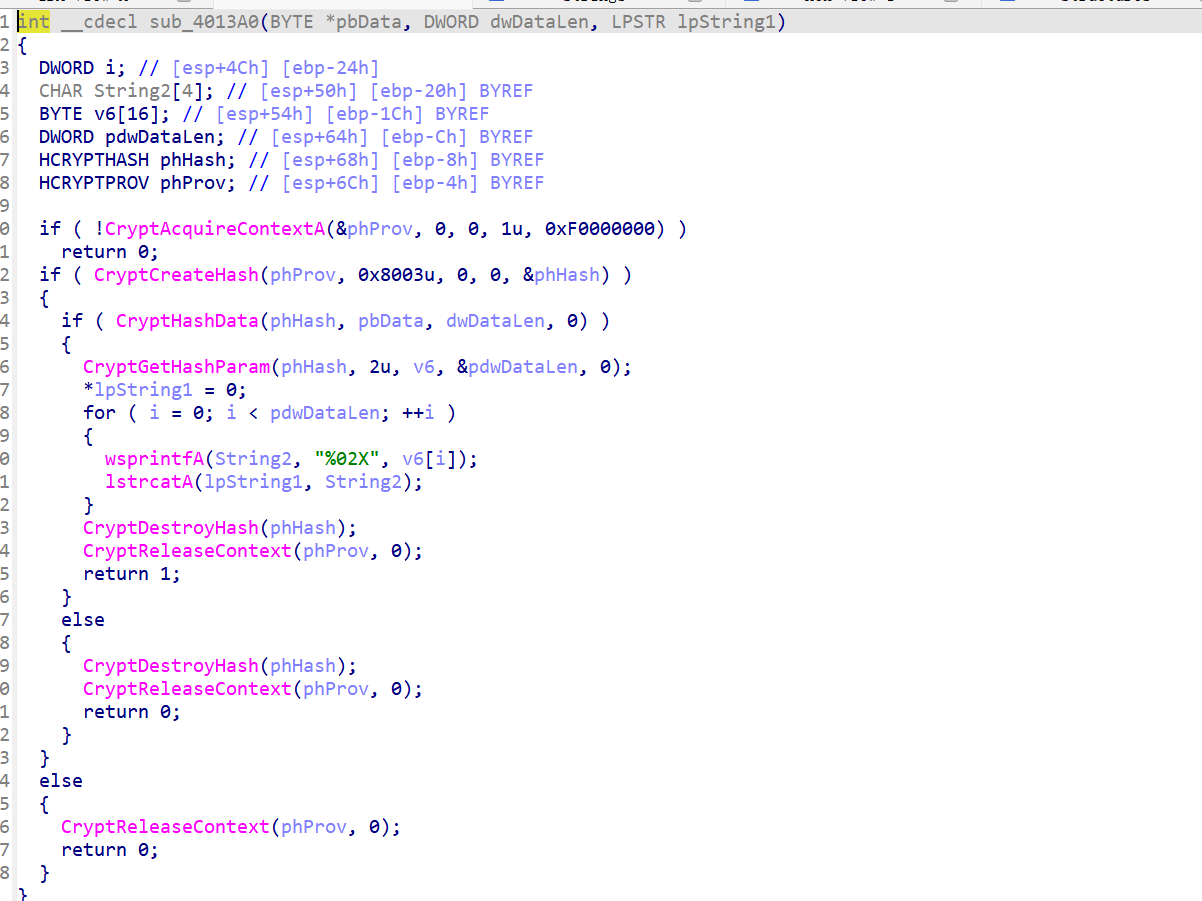 1 int __cdecl sub_4013A0(BYTE *pbData, DWORD dwDataLen, LPSTR lpString1)
2 {
3   DWORD i; // [esp+4Ch] [ebp-24h]
4   CHAR String2[4]; // [esp+50h] [ebp-20h] BYREF
5   BYTE v6[16]; // [esp+54h] [ebp-1Ch] BYREF
6   DWORD pdwDataLen; // [esp+64h] [ebp-Ch] BYREF
7   HCRYPTHASH phHash; // [esp+68h] [ebp-8h] BYREF
8   HCRYPTPROV phProv; // [esp+6Ch] [ebp-4h] BYREF
9
0   if ( !CryptAcquireContextA(&phProv, 0, 0, 1u, 0xF0000000) )
1     return 0;
2   if ( CryptCreateHash(phProv, 0x8003u, 0, 0, &phHash) )
3   {
4     if ( CryptHashData(phHash, pbData, dwDataLen, 0) )
5     {
6       CryptGetHashParam(phHash, 2u, v6, &pdwDataLen, 0);
7       *lpString1 = 0;
8       for ( i = 0; i < pdwDataLen; ++i )
9       {
0         wsprintfA(String2, "%02X", v6[i]);
1         lstrcatA(lpString1, String2);
2       }
3       CryptDestroyHash(phHash);
4       CryptReleaseContext(phProv, 0);
5       return 1;
6     }
7     else
8     {
9       CryptDestroyHash(phHash);
0       CryptReleaseContext(phProv, 0);
1       return 0;
2     }
3   }
4   else
5   {
6     CryptReleaseContext(phProv, 0);
7     return 0;
8   }
}